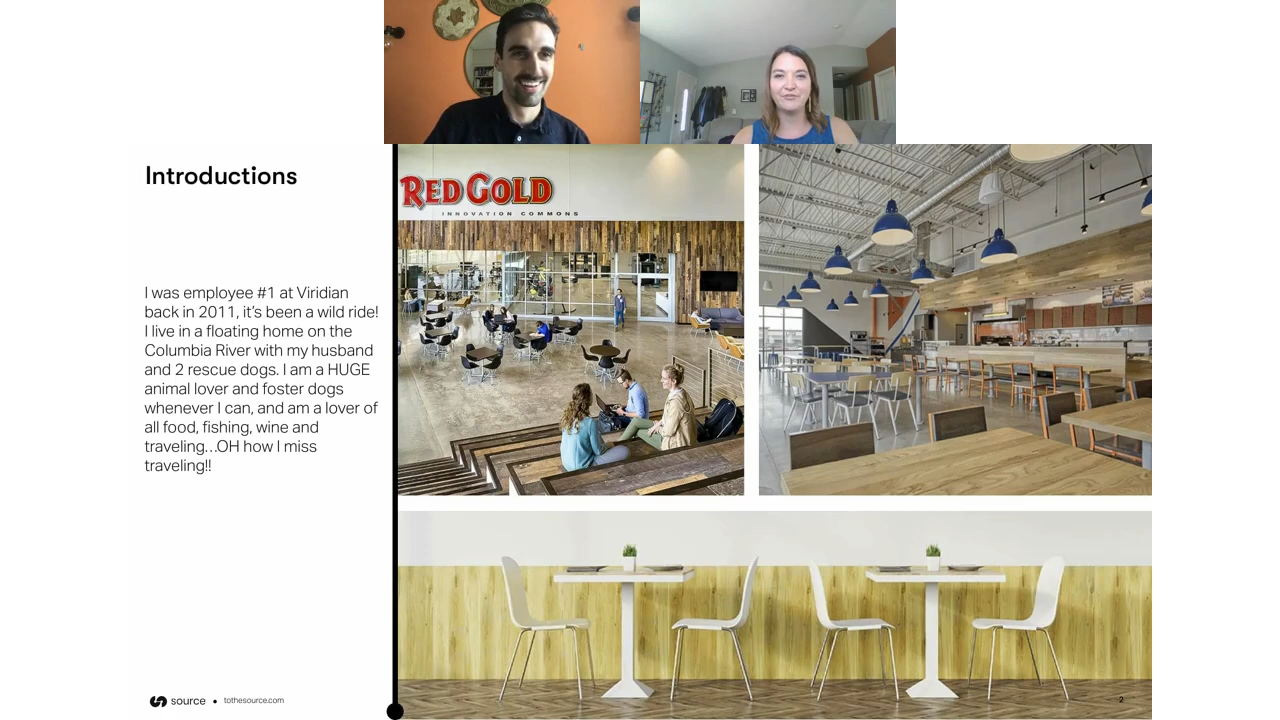 Introductions
I was employee #1 at Viridian
back in 2011, it's been a wild ride!
I live in a floating home on the
Columbia River with my husband
and 2 rescue dogs. I am a HUGE
animal lover and foster dogs
whenever I can, and am a lover of
all food, fishing, wine and
traveling...OH how I miss
traveling!!
RED GOLD
INNOVATION COMMONS
source • tothesource.com
2